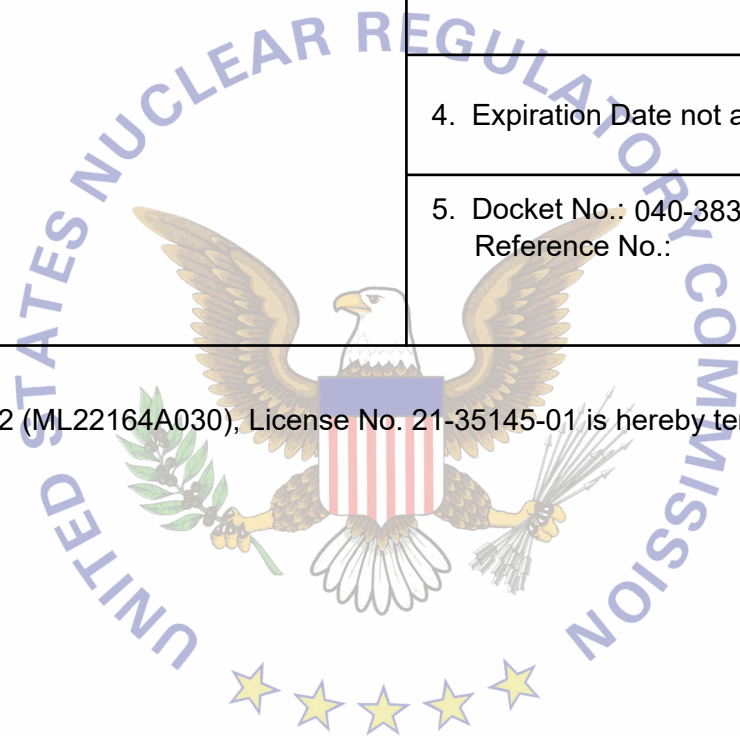 UNITED STATES NUCLEAR REGULATORY COMMISSION
4. Expiration Date not a
5. Docket No.: 040-383
Reference No.:
2 (ML22164A030), License No. 21-35145-01 is hereby ter